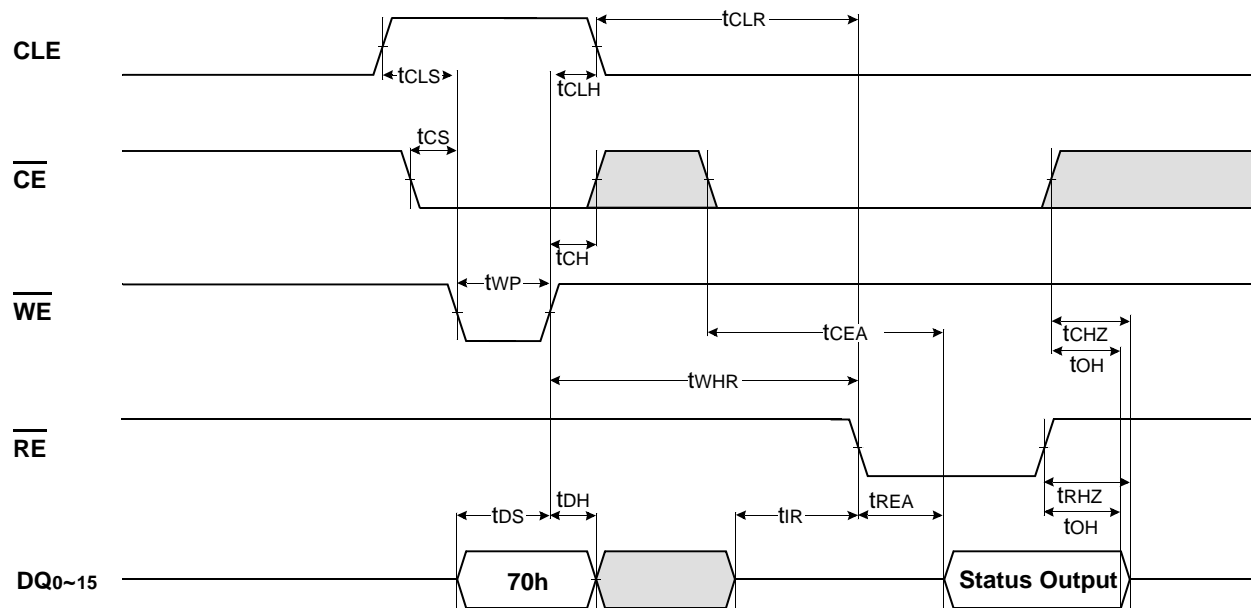 tCLR
CLE
tCLS
tCLH
tCS
CE
tCH
tWP
WE
tCEA
tCHZ
tOH
tWHR
RE
tDH
tDS
tIR
tREA
tRHZ
tOH
DQ0~15
70h
Status Output